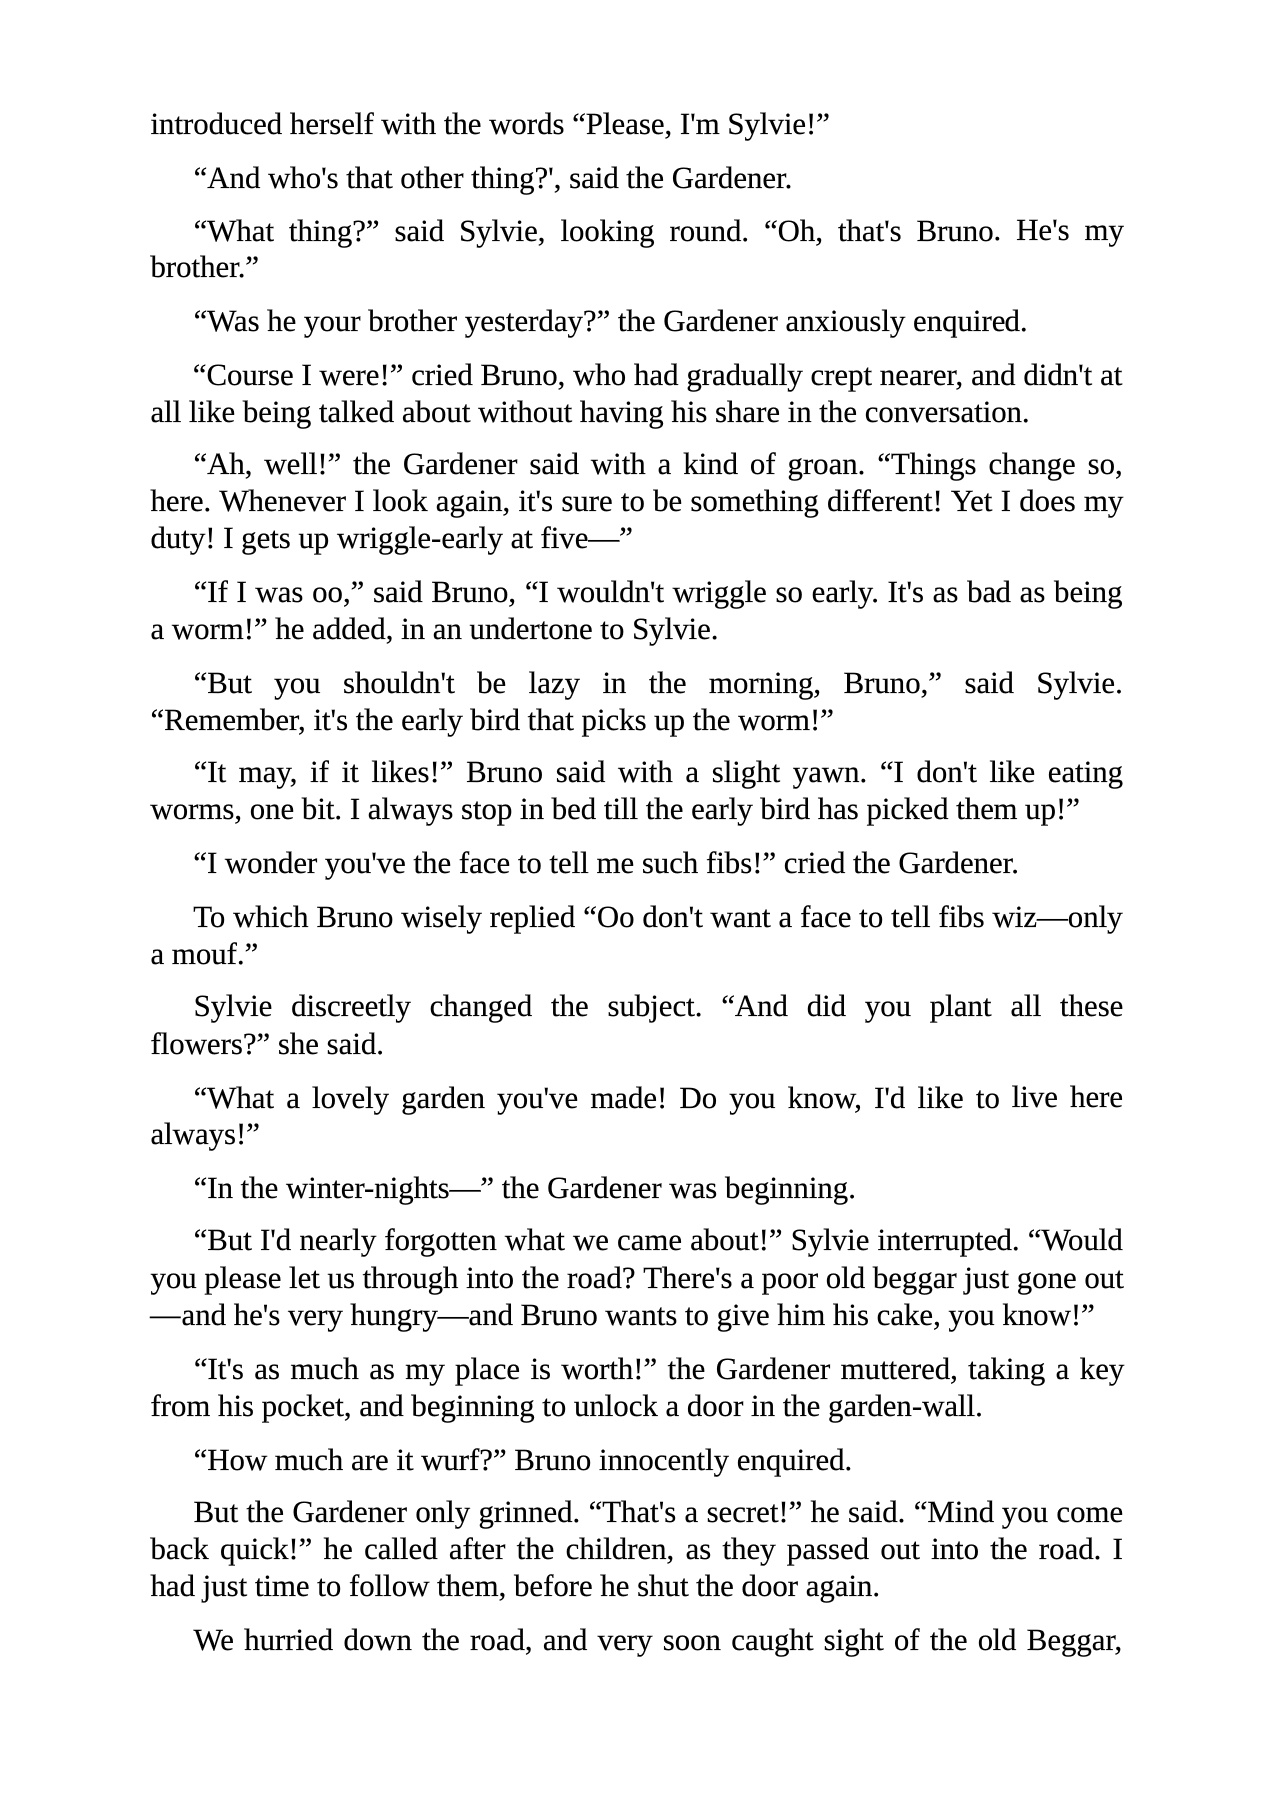 introduced herself with the words “Please, I'm Sylvie!”
“And who's that other thing?', said the Gardener.
“What thing?” said Sylvie, looking round. “Oh, that's Bruno. He's my
brother.”
“Was he your brother yesterday?” the Gardener anxiously enquired.
“Course I were!” cried Bruno, who had gradually crept nearer, and didn't at
all like being talked about without having his share in the conversation.
“Ah, well!” the Gardener said with a kind of groan. “Things change so,
here. Whenever I look again, it's sure to be something different! Yet I does my
duty! I gets up wriggle-early at five—”
“If I was oo,” said Bruno, “I wouldn't wriggle so early. It's as bad as being
a worm!” he added, in an undertone to Sylvie.
“But you shouldn't be lazy in the morning, Bruno,” said Sylvie.
“Remember, it's the early bird that picks up the worm!”
“It may, if it likes!” Bruno said with a slight yawn. “I don't like eating
worms, one bit. I always stop in bed till the early bird has picked them up!”
“I wonder you've the face to tell me such fibs!” cried the Gardener.
To which Bruno wisely replied “Oo don't want a face to tell fibs wiz—only
a mouf.”
Sylvie discreetly changed the subject. “And did you plant all these
flowers?” she said.
“What a lovely garden you've made! Do you know, I'd like to live here
always!”
“In the winter-nights—” the Gardener was beginning.
“But I'd nearly forgotten what we came about!” Sylvie interrupted. “Would
you please let us through into the road? There's a poor old beggar just gone out
—and he's very hungry—and Bruno wants to give him his cake, you know!”
“It's as much as my place is worth!” the Gardener muttered, taking a key
from his pocket, and beginning to unlock a door in the garden-wall.
“How much are it wurf?” Bruno innocently enquired.
But the Gardener only grinned. “That's a secret!” he said. “Mind you come
back quick!” he called after the children, as they passed out into the road. I
had just time to follow them, before he shut the door again.
We hurried down the road, and very soon caught sight of the old Beggar,